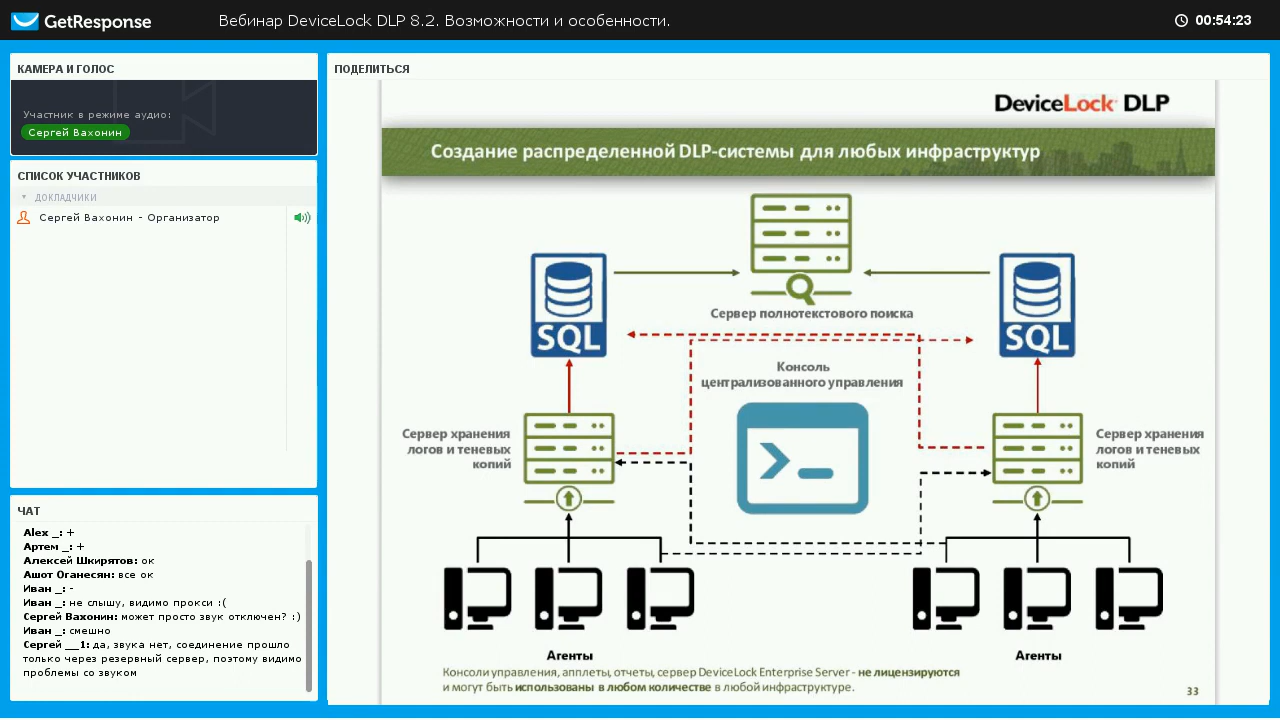 GetResponse
Вебинар DeviceLock DLP 8.2. Возможности и особенности.
00:54:23
КАМЕРА И ГОЛОС
Участник в режиме аудио:
Сергей Вахонин
СПИСОК УЧАСТНИКОВ
ДОКЛАДЧИКИ
Сергей Вахонин - Организатор
ЧАТ
Alex _: +
Артем _: +
Алексей Шкирятов: ок
Ашот Оганесян: все ок
Иван _: -
Иван _: не слышу, видимо прокси :(
Сергей Вахонин: может просто звук отключен? :)
Иван _: смешно
Сергей __1: да, звука нет, соединение прошло
только через резервный сервер, поэтому видимо
проблемы со звуком
ПОДЕЛИТЬСЯ
DeviceLock DLP
Создание распределенной DLP-системы для любых инфраструктур
SQL
SQL
Сервер полнотекстового поиска
Консоль
централизованного управления
Сервер хранения
логов и теневых
копий
Сервер хранения
логов и теневых
копий
Агенты
Агенты
Консоли управления, апплеты, отчеты, сервер DeviceLock Enterprise Server - не лицензируются
и могут быть использованы в любом количестве в любой инфраструктуре.
33